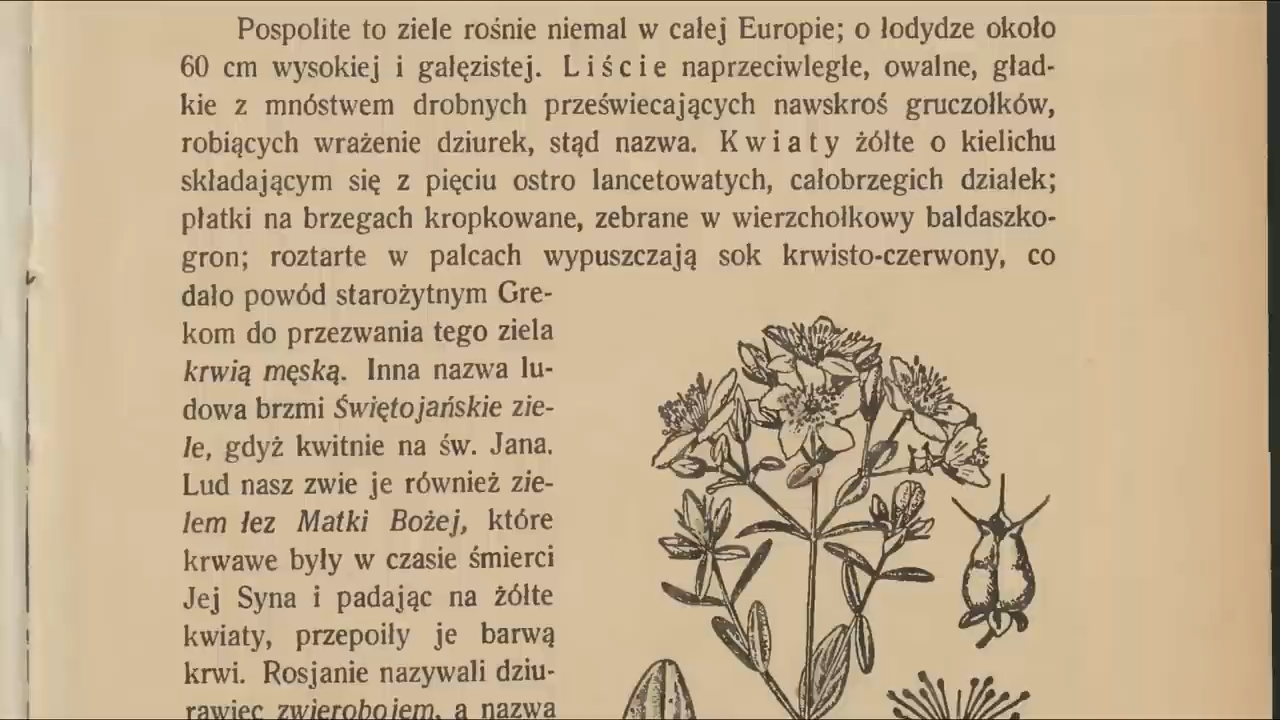 Pospolite to ziele rośnie niemal w całej Europie; o łodydze około
60 cm wysokiej i gałęzistej. Liście naprzeciwległe, owalne, gład-
kie z mnóstwem drobnych przeświecających nawskroś gruczołków,
robiących wrażenie dziurek, stąd nazwa. Kwiaty żółte o kielichu
składającym się z pięciu ostro lancetowatych, całobrzegich działek;
płatki na brzegach kropkowane, zebrane w wierzchołkowy baldaszko-
gron; roztarte w palcach wypuszczają sok krwisto-czerwony, co
dało powód starożytnym Gre-
kom do przezwania tego ziela
krwią męską. Inna nazwa lu-
dowa brzmi Świętojańskie zie-
le, gdyż kwitnie na św. Jana.
Lud nasz zwie je również zie-
lem łez Matki Bożej, które
krwawe były w czasie śmierci
Jej Syna i padając na żółte
kwiaty, przepoiły je barwą
krwi. Rosjanie nazywali dziu-
rawiec zwierobojem, a nazwa